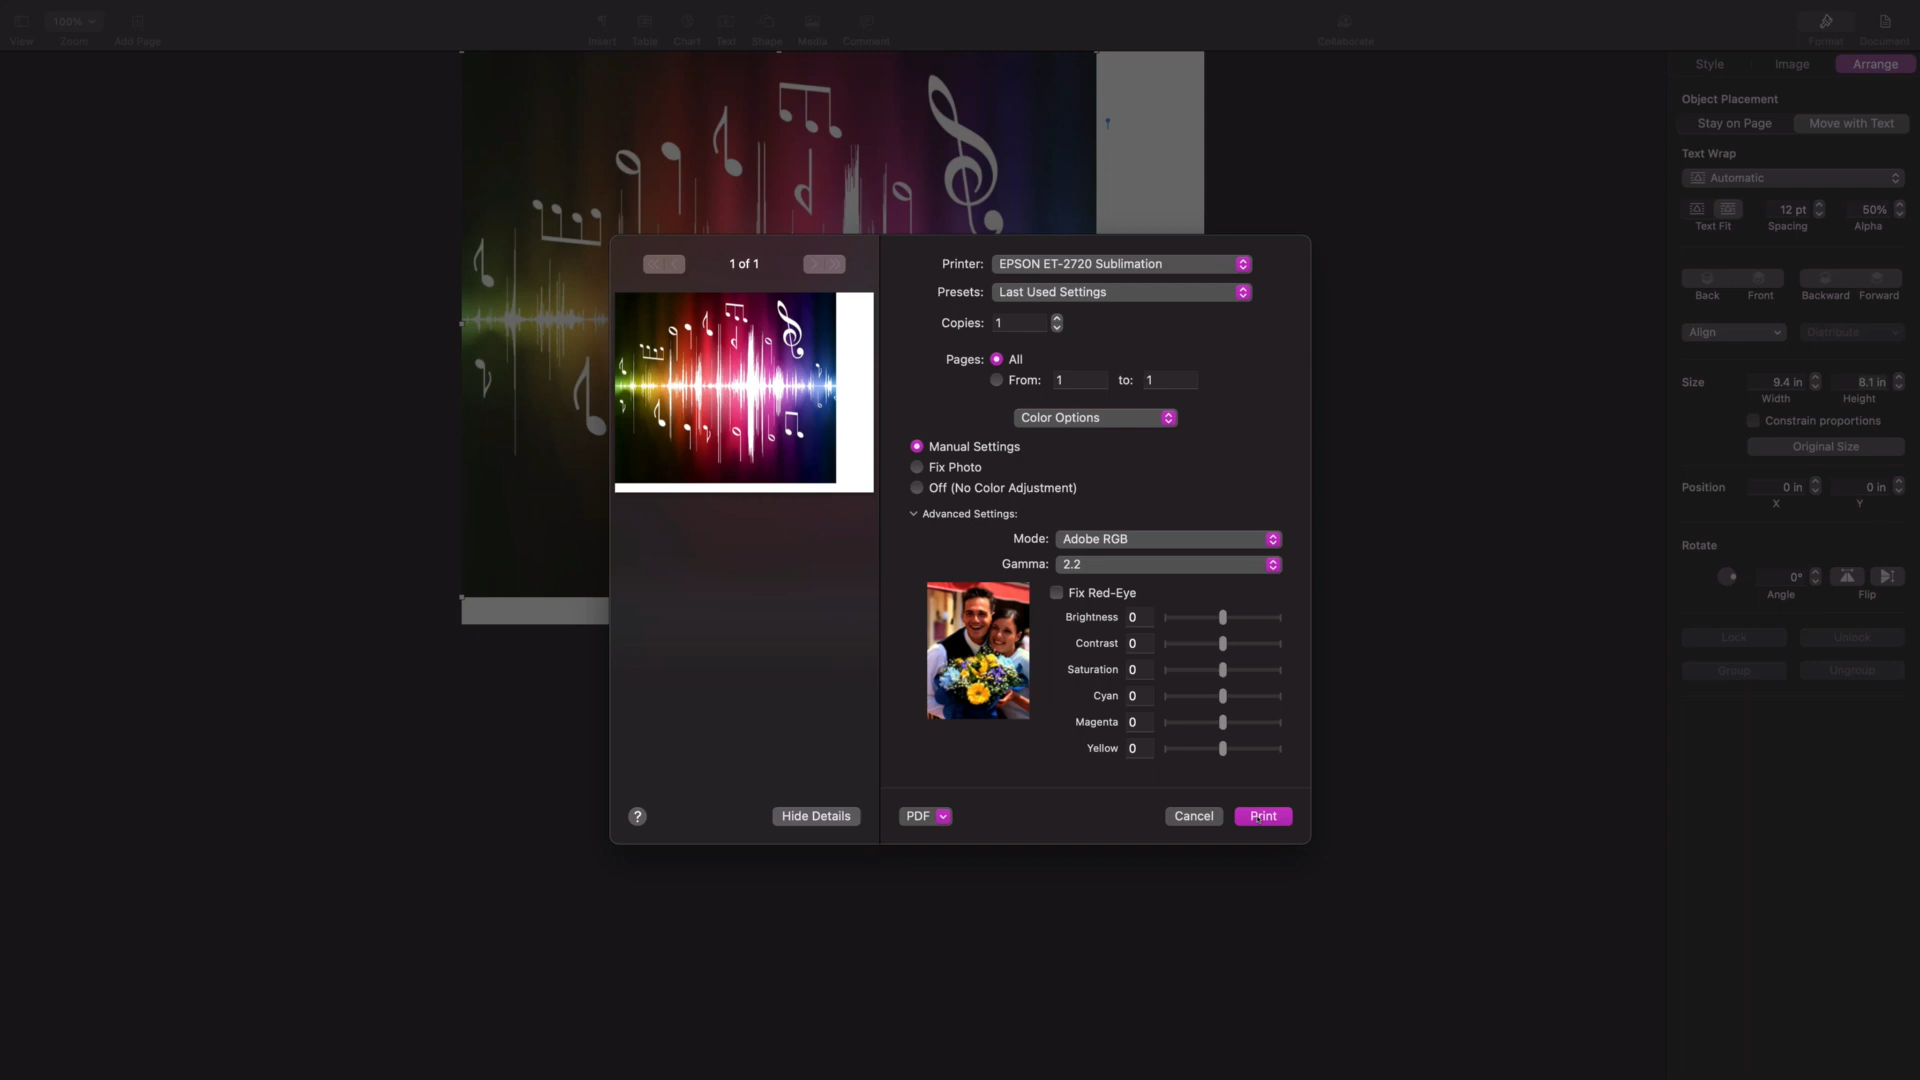 View
100%
Zoom
Add Page
Insert
Table
Chart
Text
Shape
Media
Comment
Collaborate
Format
Document
Style
Image
Arrange
Object Placement
Stay on Page
Move with Text
Text Wrap
Automatic
12 pt
50%
Text Fit
Spacing
Alpha
Back
Front
Backward
Forward
Align
Distribute
Size
9.4 in
8.1 in
Width
Height
Constrain proportions
Original Size
Position
0 in
0 in
X
Y
Rotate
0°
Angle
Flip
Lock
Unlock
Group
Ungroup
1 of 1
Printer: EPSON ET-2720 Sublimation
Presets: Last Used Settings
Copies: 1
Pages: All
From: 1 to: 1
Color Options
Manual Settings
Fix Photo
Off (No Color Adjustment)
Advanced Settings:
Mode: Adobe RGB
Gamma: 2.2
Fix Red-Eye
Brightness 0
Contrast 0
Saturation 0
Cyan 0
Magenta 0
Yellow 0
?
Hide Details
PDF
Cancel
Print